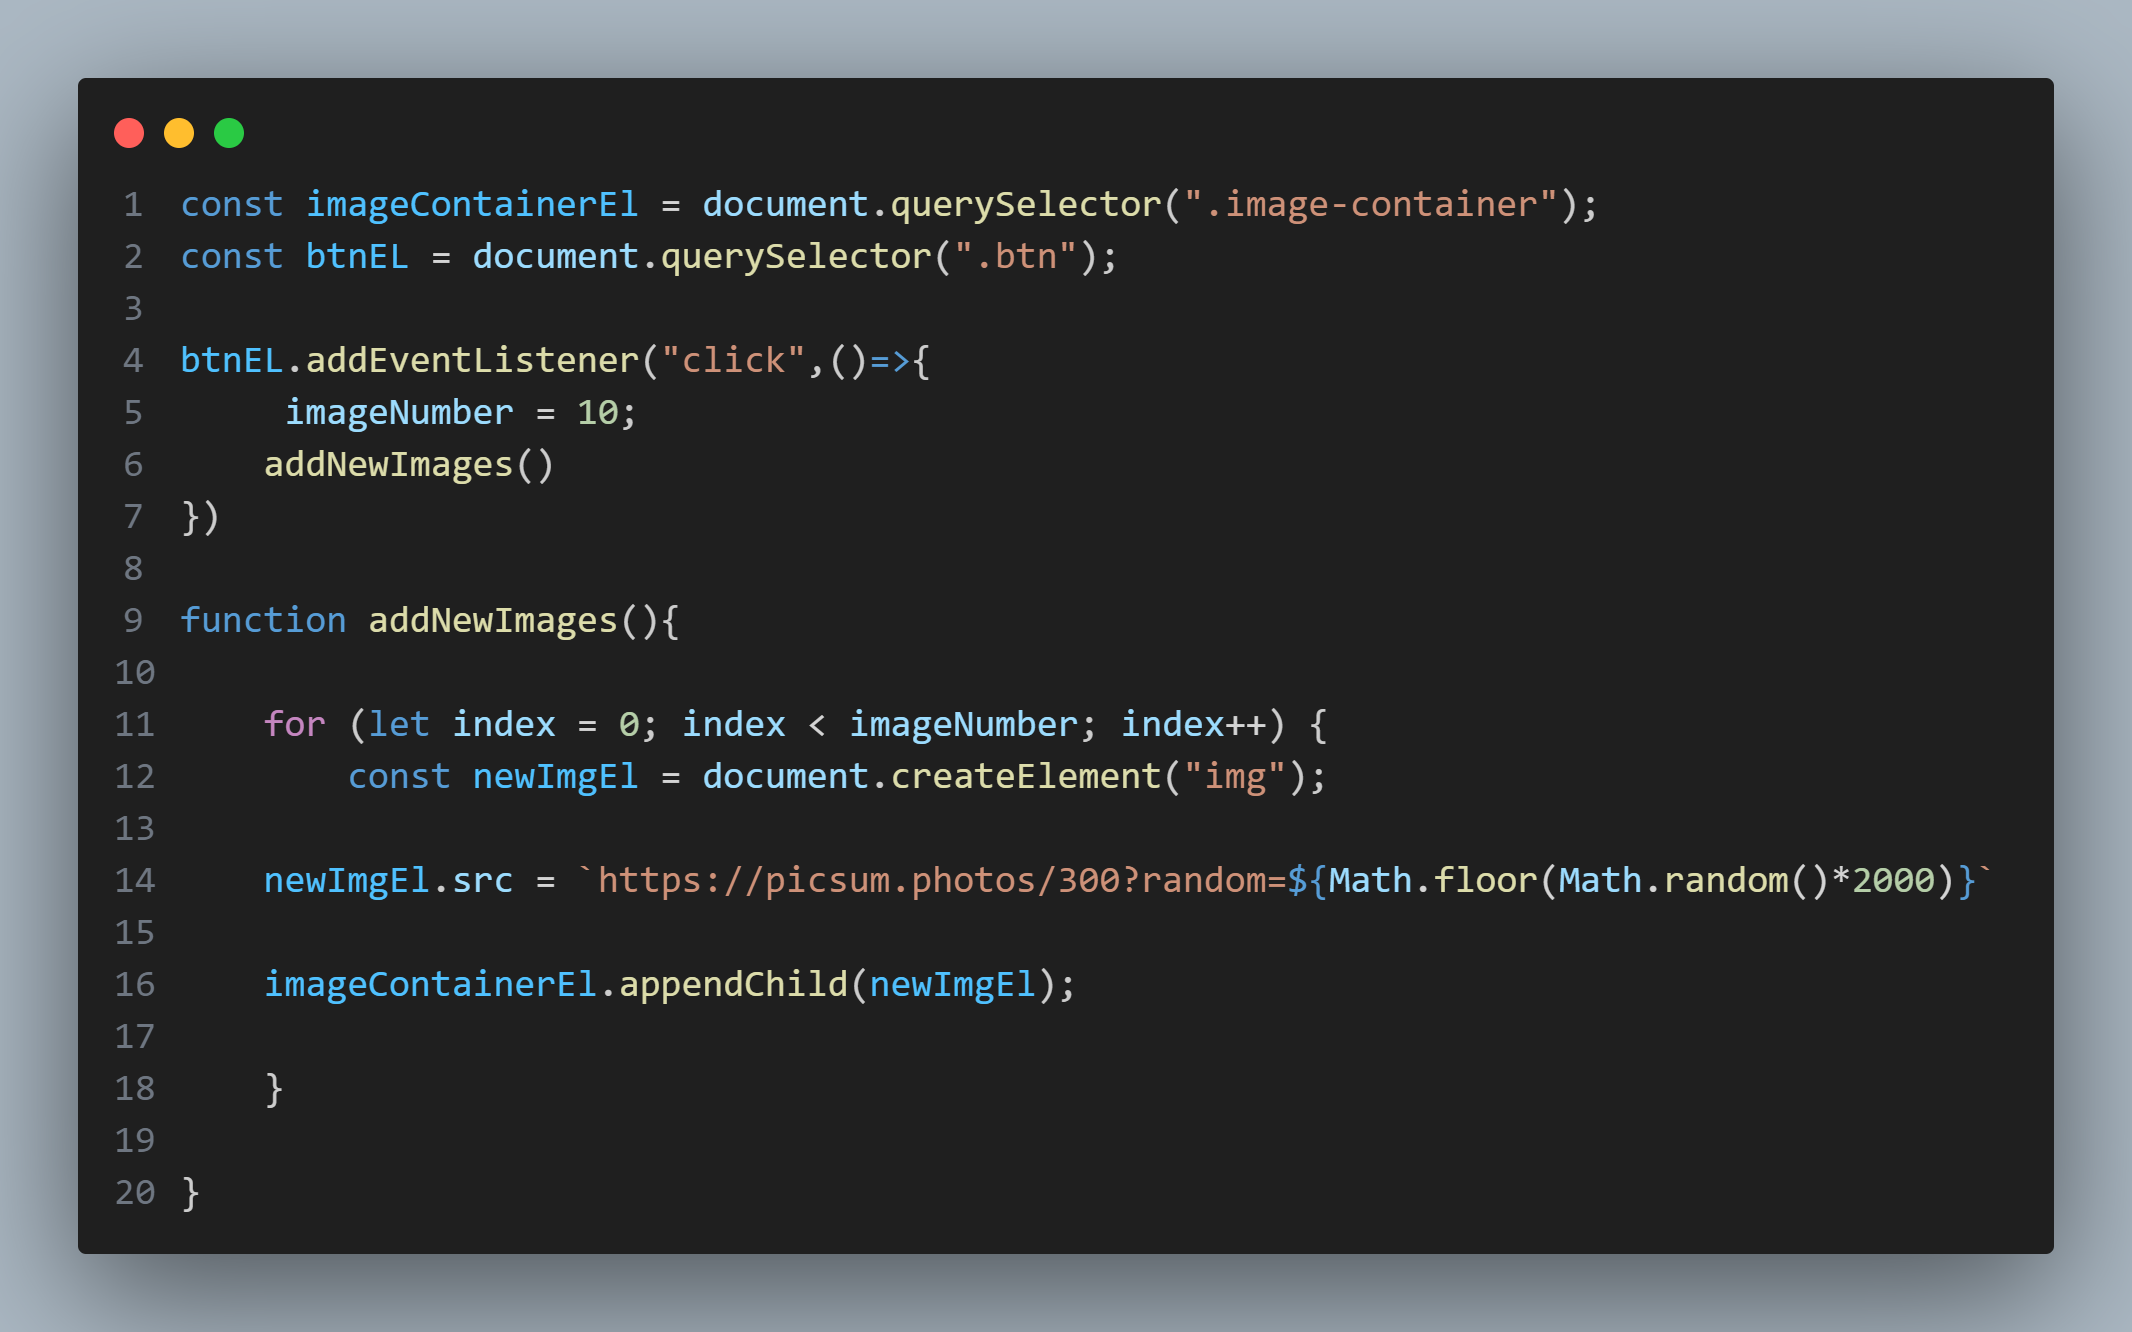 1 const imageContainerEl = document.querySelector(".image-container");
2 const btnEL = document.querySelector(".btn");
3
4 btnEL.addEventListener("click",()=>{
5      imageNumber = 10;
6     addNewImages()
7 })
8
9 function addNewImages(){
10
11     for (let index = 0; index < imageNumber; index++) {
12         const newImgEl = document.createElement("img");
13
14     newImgEl.src = `https://picsum.photos/300?random=${Math.floor(Math.random()*2000)}`
15
16     imageContainerEl.appendChild(newImgEl);
17
18     }
19
20 }